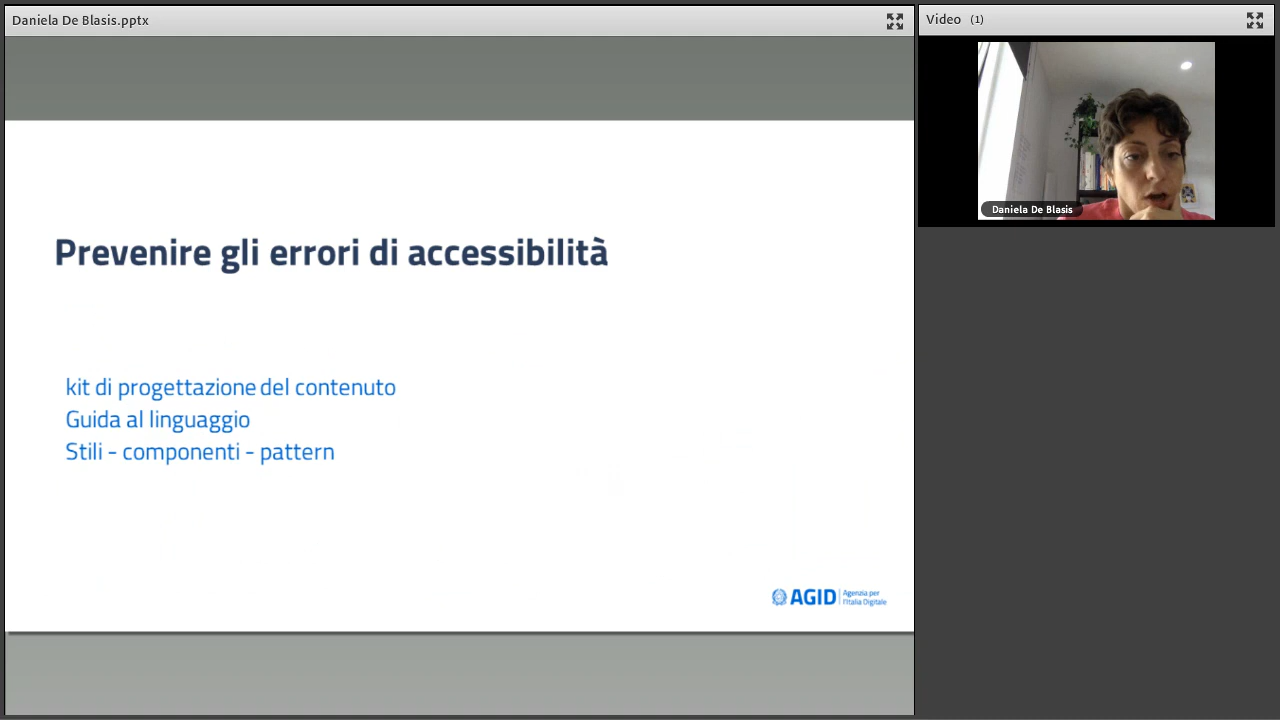 Daniela De Blasis.pptx
Video (1)
Daniela De Blasis
Prevenire gli errori di accessibilità
kit di progettazione del contenuto
Guida al linguaggio
Stili - componenti - pattern
AGID
Agenzia per
l'Italia Digitale